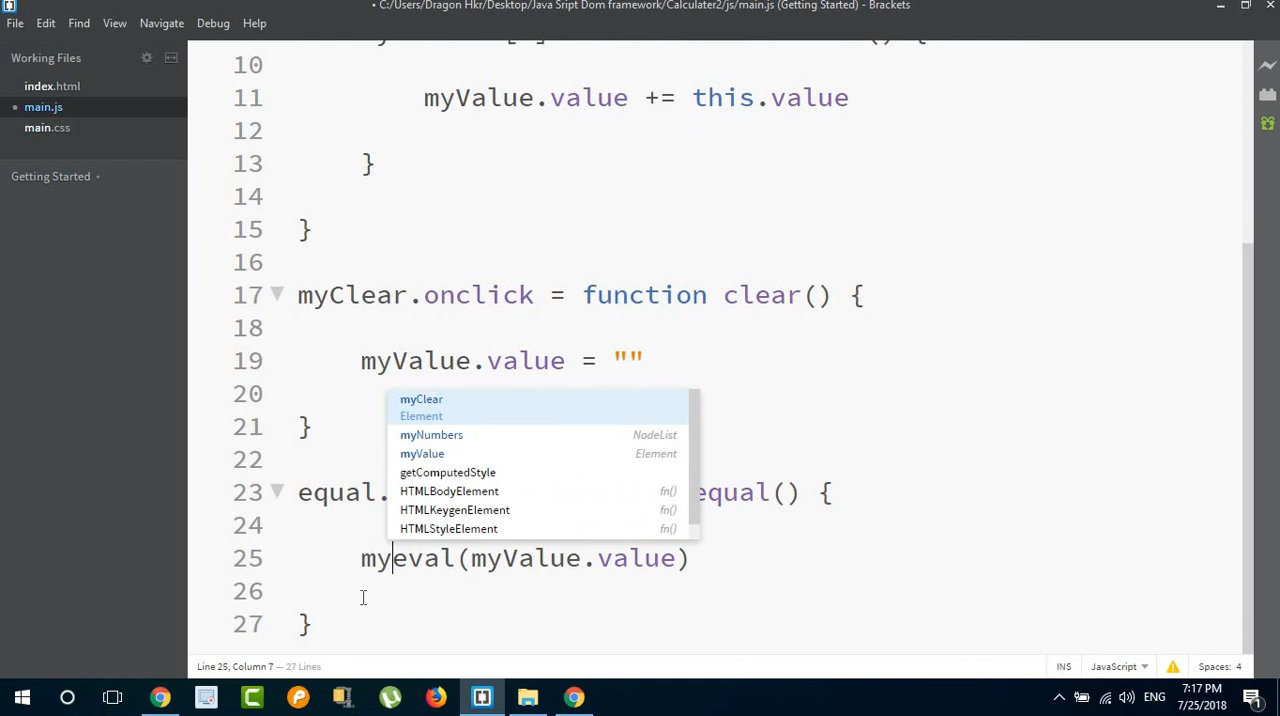 • C:/Users/Dragon Hkr/Desktop/Java Sript Dom framework/Calculater2/js/main.js (Getting Started) - Brackets
File Edit Find View Navigate Debug Help
Working Files
index.html
• main.js
main.css
Getting Started
() {
10
11 myValue.value += this.value
12
13 }
14
15 }
16
17 myClear.onclick = function clear() {
18
19 myValue.value = ""
20
21 }
22
23 equal. equal() {
24
25 myeval(myValue.value)
26
27 }
myClear
Element
myNumbers NodeList
myValue Element
getComputedStyle
HTMLBodyElement fn()
HTMLKeygenElement fn()
HTMLStyleElement fn()
Line 25, Column 7 — 27 Lines
INS JavaScript Spaces: 4
ENG
7:17 PM
7/25/2018
1